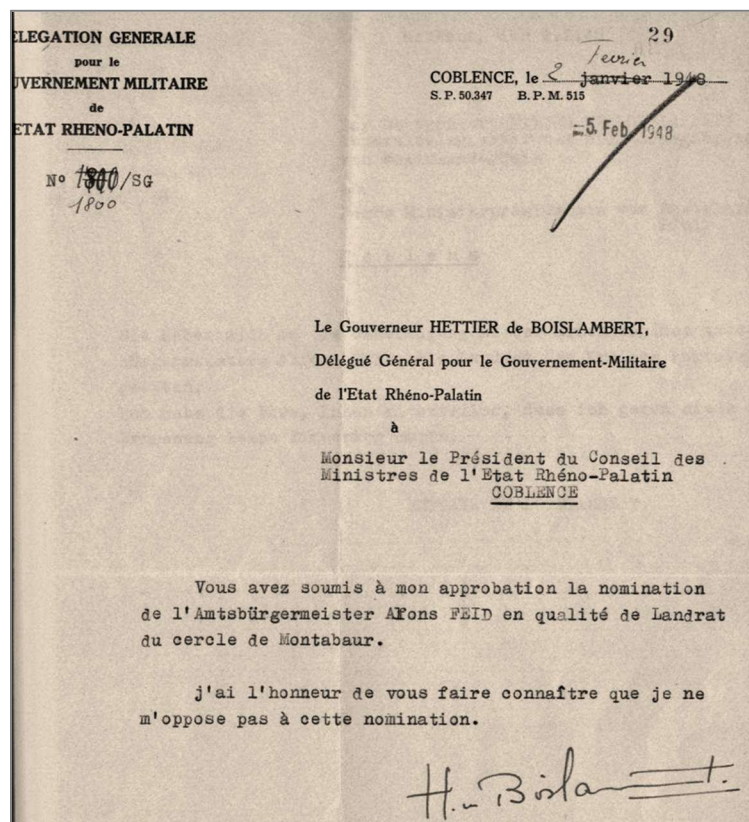 ELEGATION GENERALE
pour le
UVERNEMENT MILITAIRE
de
ETAT RHENO-PALATIN
Nº /SG
1800
29
Fevrier
COBLENCE, le 2 janvier 1948
S. P. 50.347 B. P. M. 515
5. Feb. 1948
Le Gouverneur HETTIER de BOISLAMBERT,
Délégué Général pour le Gouvernement-Militaire
de l'Etat Rhéno-Palatin
à
Monsieur le Président du Conseil des
Ministres de l'Etat Rhéno-Palatin
COBLENCE
Vous avez soumis à mon approbation la nomination
de l'Amtsbürgermeister Alfons FEID en qualité de Landrat
du cercle de Montabaur.
j'ai l'honneur de vous faire connaître que je ne
m'oppose pas à cette nomination.